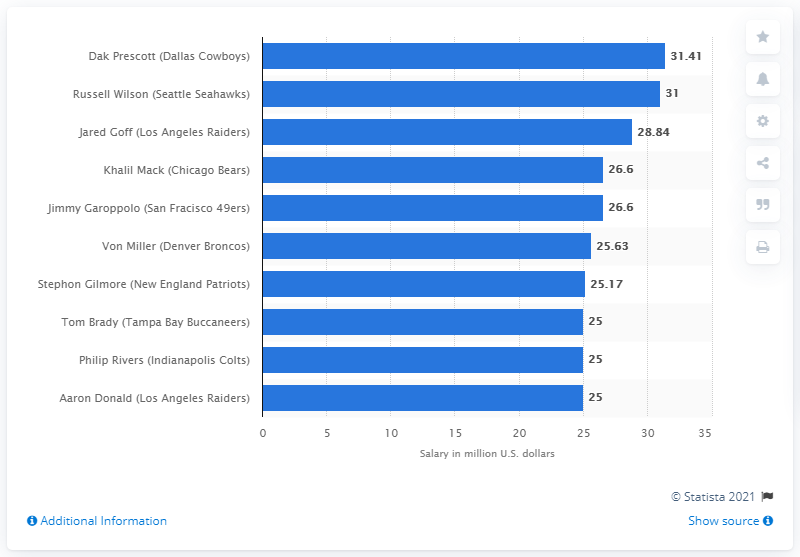 Dak Prescott (Dallas Cowboys) 31.41
Russell Wilson (Seattle Seahawks) 31
Jared Goff (Los Angeles Raiders) 28.84
Khalil Mack (Chicago Bears) 26.6
Jimmy Garoppolo (San Fracisco 49ers) 26.6
Von Miller (Denver Broncos) 25.63
Stephon Gilmore (New England Patriots) 25.17
Tom Brady (Tampa Bay Buccaneers) 25
Philip Rivers (Indianapolis Colts) 25
Aaron Donald (Los Angeles Raiders) 25
0 5 10 15 20 25 30 35
Salary in million U.S. dollars
© Statista 2021
Additional Information Show source